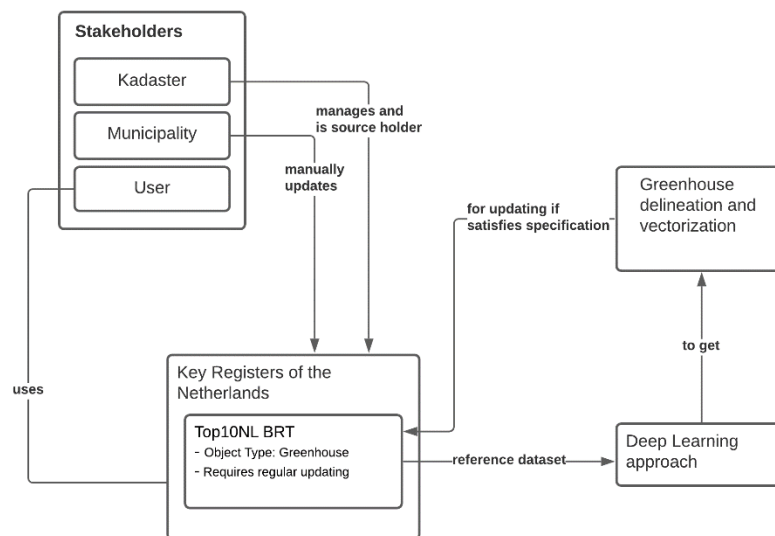 Stakeholders
Kadaster
Municipality
User
manages and
is source holder
manually
updates
uses
Key Registers of the
Netherlands
Top10NL BRT
- Object Type: Greenhouse
- Requires regular updating
reference dataset
Deep Learning
approach
to get
Greenhouse
delineation and
vectorization
for updating if
satisfies specification